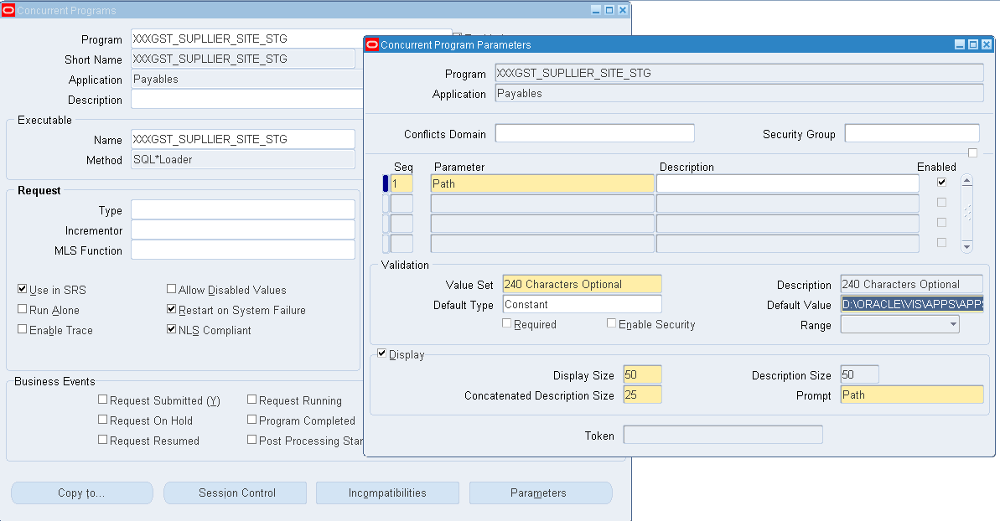 Concurrent Programs
Program XXXGST_SUPLLIER_SITE_STG
Short Name XXXGST_SUPLLIER_SITE_STG
Application Payables
Description
Executable
Name XXXGST_SUPLLIER_SITE_STG
Method SQL*Loader
Request
Type
Incrementor
MLS Function
Use in SRS Allow Disabled Values
Run Alone Restart on System Failure
Enable Trace NLS Compliant
Business Events
Request Submitted (Y) Request Running
Request On Hold Program Completed
Request Resumed Post Processing Star
Copy to... Session Control Incompatibilities Parameters
Concurrent Program Parameters
Program XXXGST_SUPLLIER_SITE_STG
Application Payables
Conflicts Domain Security Group
Seq Parameter Description Enabled
1 Path
Validation
Value Set 240 Characters Optional Description 240 Characters Optional
Default Type Constant Default Value D:\ORACLE\VIS\APPS\APPS
Required Enable Security Range
Display
Display Size 50 Description Size 50
Concatenated Description Size 25 Prompt Path
Token